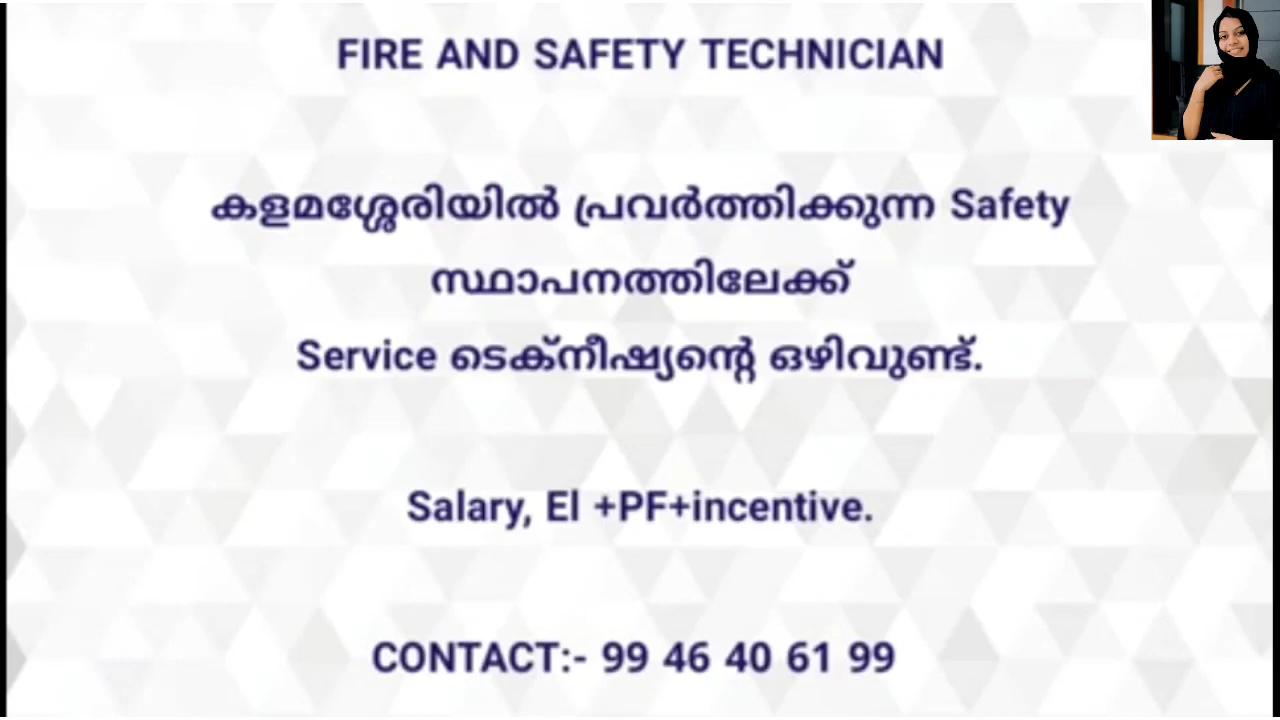 FIRE AND SAFETY TECHNICIAN
കളമശ്ശേരിയിൽ പ്രവർത്തിക്കുന്ന Safety
സ്ഥാപനത്തിലേക്ക്
Service ടെക്നീഷ്യന്റെ ഒഴിവുണ്ട്.
Salary, El +PF+incentive.
CONTACT:- 99 46 40 61 99